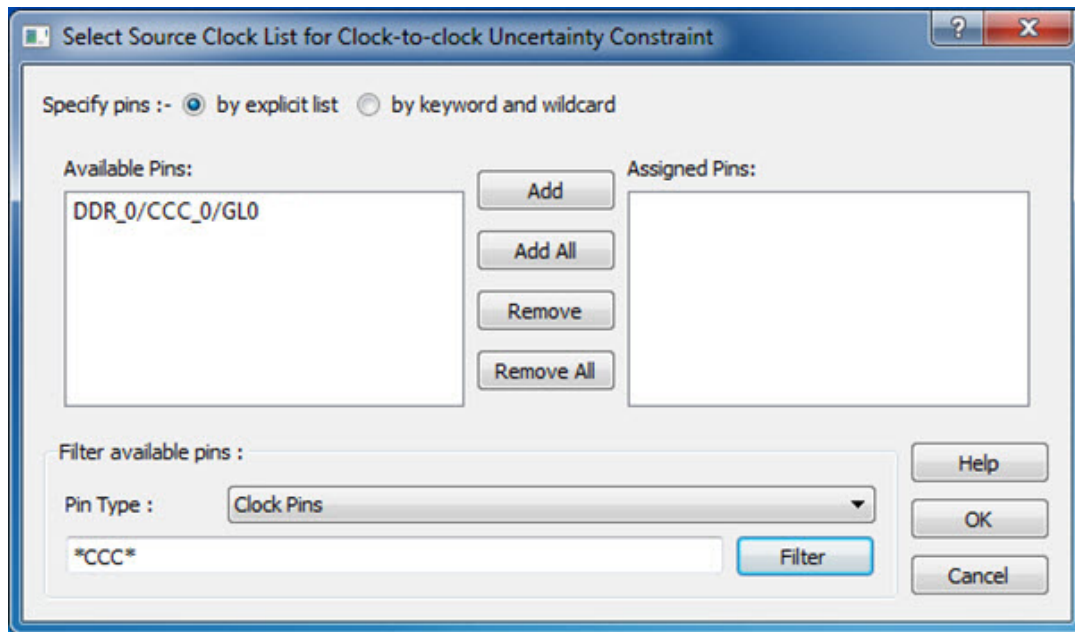 Select Source Clock List for Clock-to-clock Uncertainty Constraint
? X
Specify pins :- by explicit list by keyword and wildcard
Available Pins:
Assigned Pins:
DDR_0/CCC_0/GL0
Add
Add All
Remove
Remove All
Filter available pins :
Pin Type :
Clock Pins
*CCC*
Filter
Help
OK
Cancel